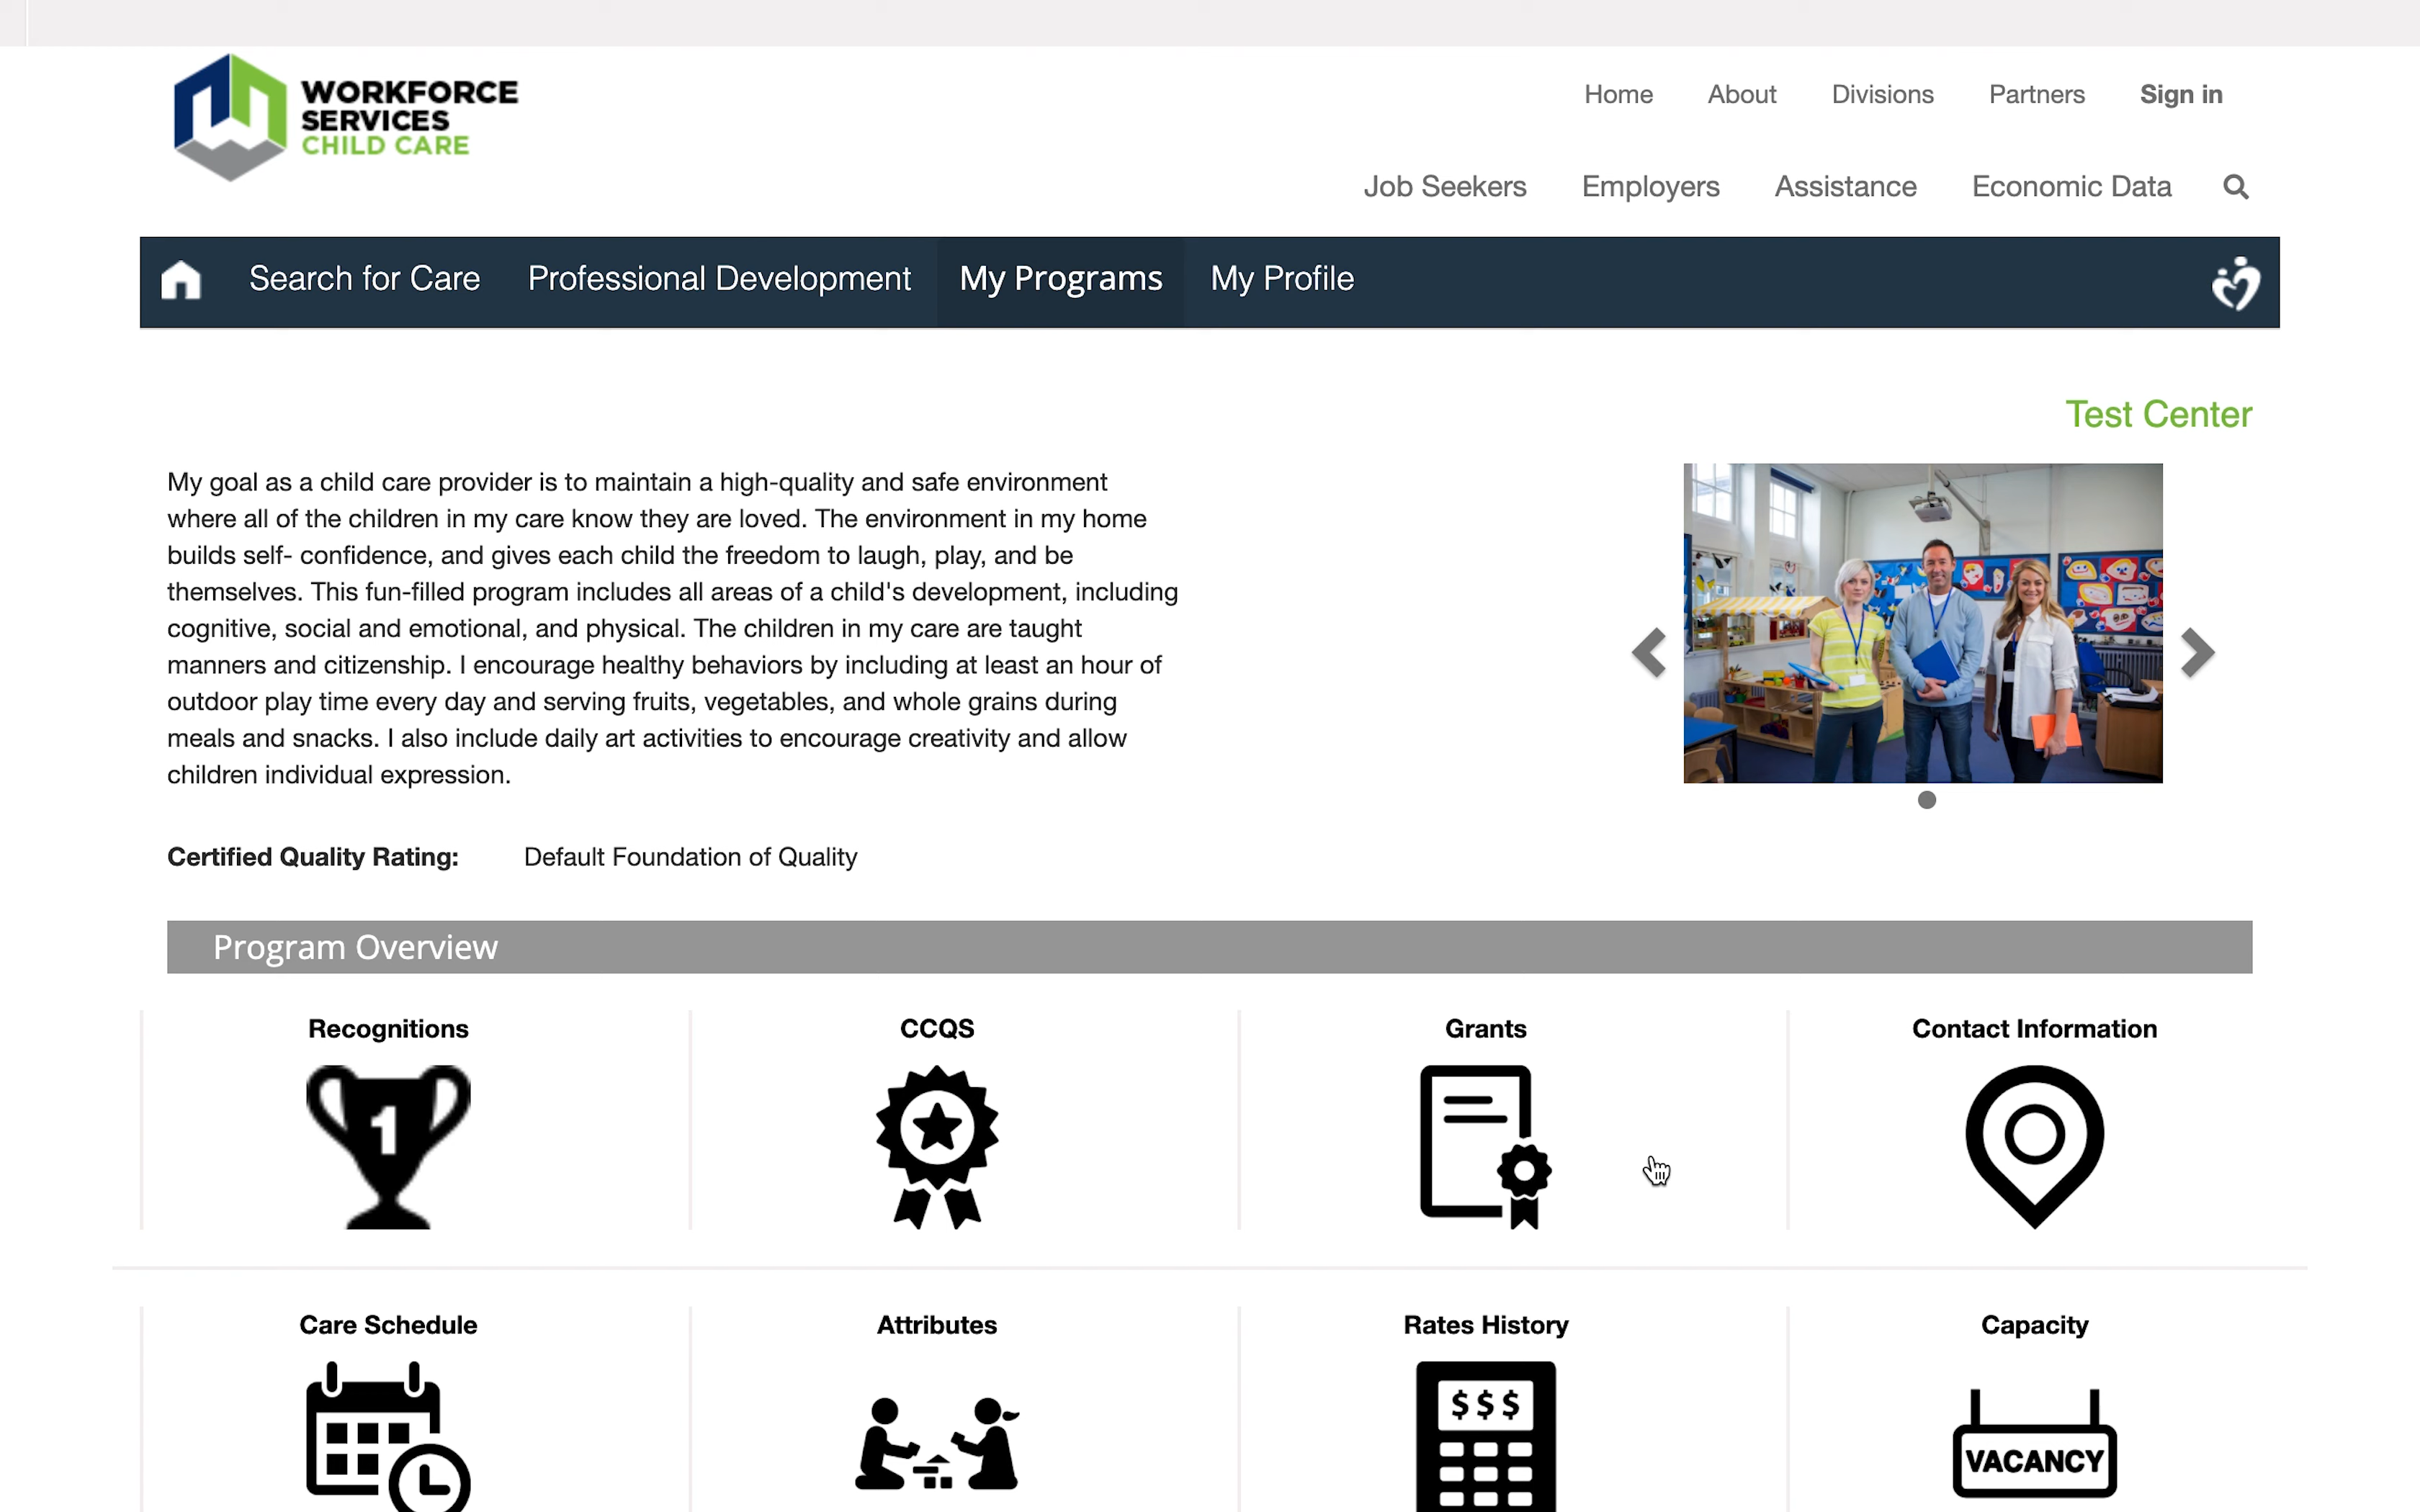 WORKFORCE
SERVICES
CHILD CARE
Home About Divisions Partners Sign in
Job Seekers Employers Assistance Economic Data
Search for Care Professional Development My Programs My Profile
Test Center
My goal as a child care provider is to maintain a high-quality and safe environment
where all of the children in my care know they are loved. The environment in my home
builds self- confidence, and gives each child the freedom to laugh, play, and be
themselves. This fun-filled program includes all areas of a child's development, including
cognitive, social and emotional, and physical. The children in my care are taught
manners and citizenship. I encourage healthy behaviors by including at least an hour of
outdoor play time every day and serving fruits, vegetables, and whole grains during
meals and snacks. I also include daily art activities to encourage creativity and allow
children individual expression.
Certified Quality Rating: Default Foundation of Quality
Program Overview
Recognitions CCQS Grants Contact Information
1
Care Schedule Attributes Rates History Capacity
$$$
VACANCY